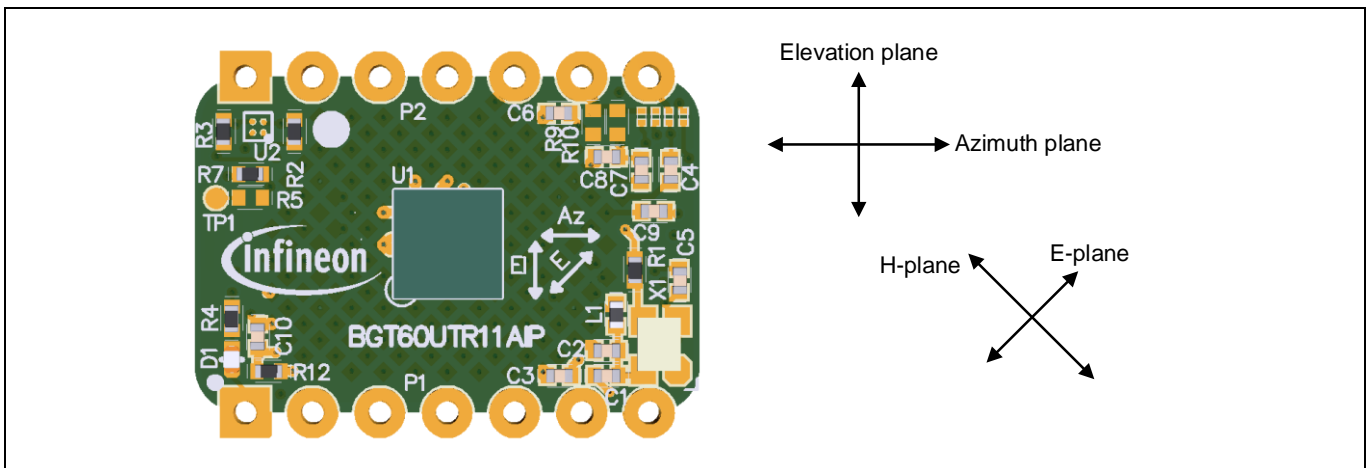 Elevation plane
Azimuth plane
H-plane
E-plane
P2
C6
R9
R10
R3
U2
R2
R7
R5
TP1
U1
C8
C7
C4
C9
C5
Az
El
E
infineon
R1
X1
L1
R4
C10
D1
R12
BGT60UTR11AIP
C2
C3
C1
P1